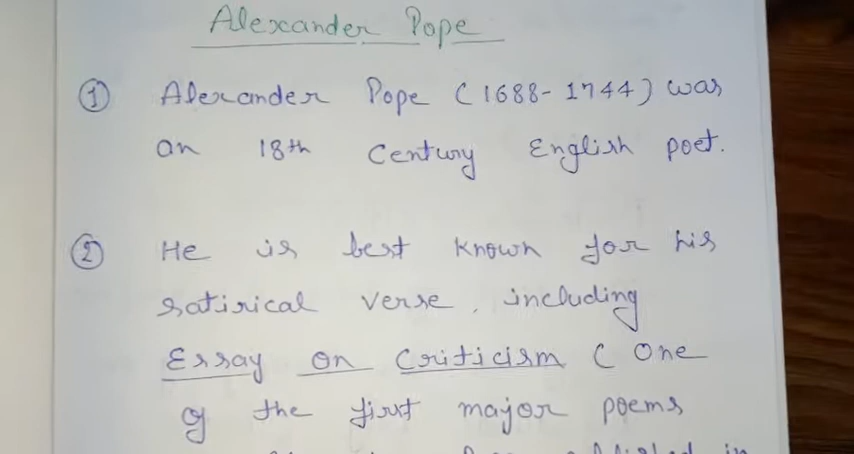 Alexander Pope
① Alexander Pope (1688-1744) was
an 18th Century English poet.
② He is best known for his
satirical verse, including
Essay on Criticism ( One
of the first major poems
in